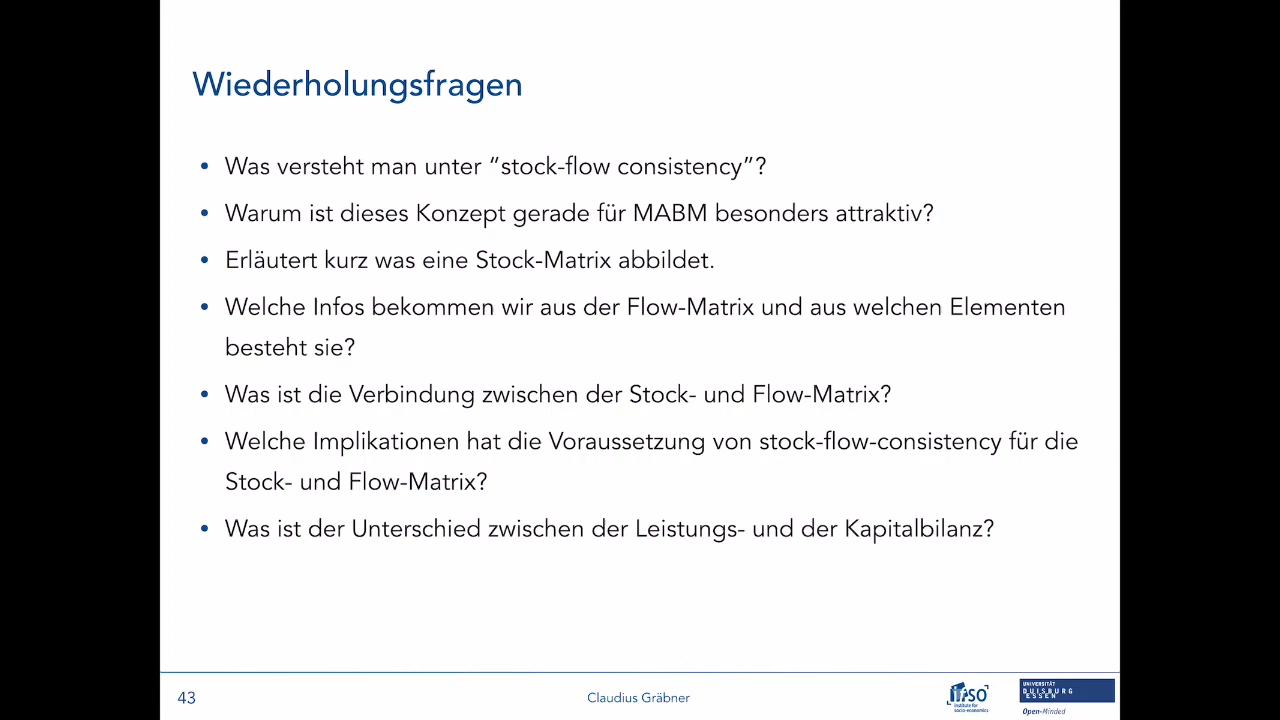 Wiederholungsfragen
• Was versteht man unter “stock-flow consistency”?
• Warum ist dieses Konzept gerade für MABM besonders attraktiv?
• Erläutert kurz was eine Stock-Matrix abbildet.
• Welche Infos bekommen wir aus der Flow-Matrix und aus welchen Elementen
besteht sie?
• Was ist die Verbindung zwischen der Stock- und Flow-Matrix?
• Welche Implikationen hat die Voraussetzung von stock-flow-consistency für die
Stock- und Flow-Matrix?
• Was ist der Unterschied zwischen der Leistungs- und der Kapitalbilanz?
43
Claudius Gräbner
institute for
socio-economics
UNIVERSITÄT
DUISBURG
ESSEN
Open-Minded